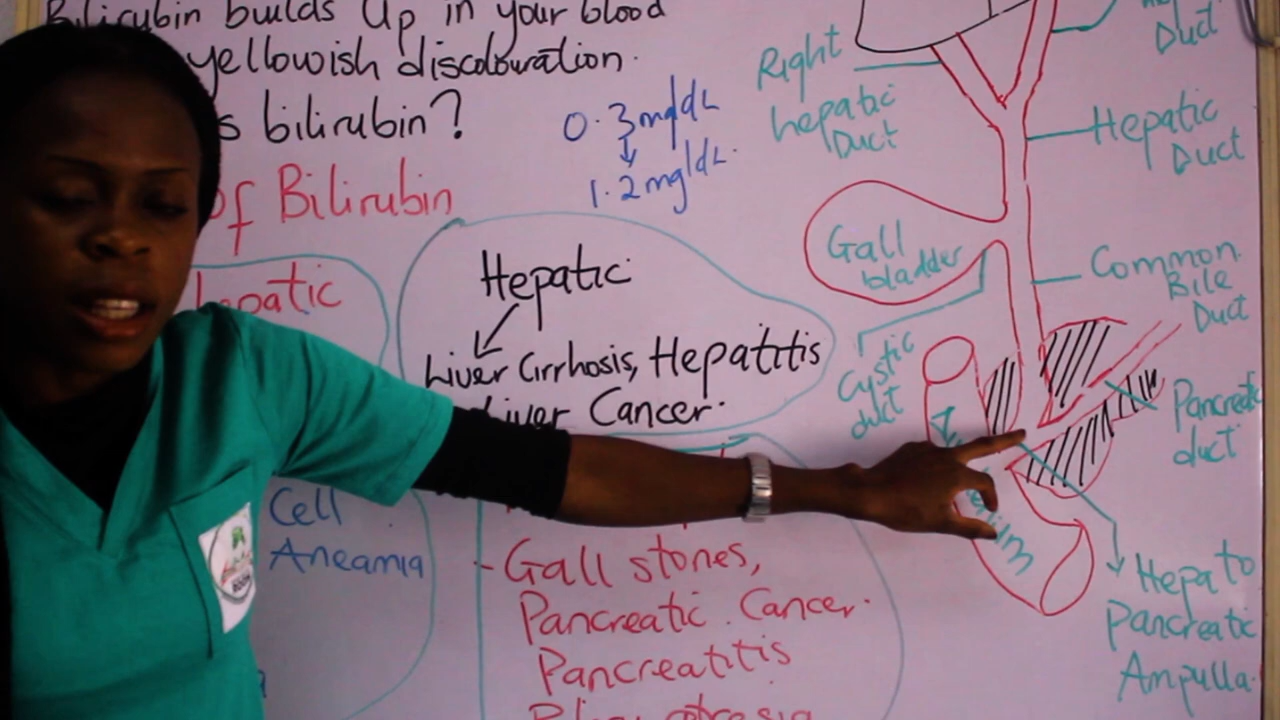 Bilirubin builds Up in your blood
yellowish discolouration.
s bilirubin?
of Bilirubin
0.3mg/dL
1.2mg/dL.
hepatic
Hepatic
Liver Cirrhosis, Hepatitis
Liver Cancer.
Cell
Aneamia
- Gall stones,
Pancreatic Cancer.
Pancreatitis
Right
hepatic
Duct
Duct
Hepatic
Duct
Gall
bladder
Common
Bile
Duct
Cystic
duct
Pancreatic
duct
Hepato
Pancreatic
Ampulla.